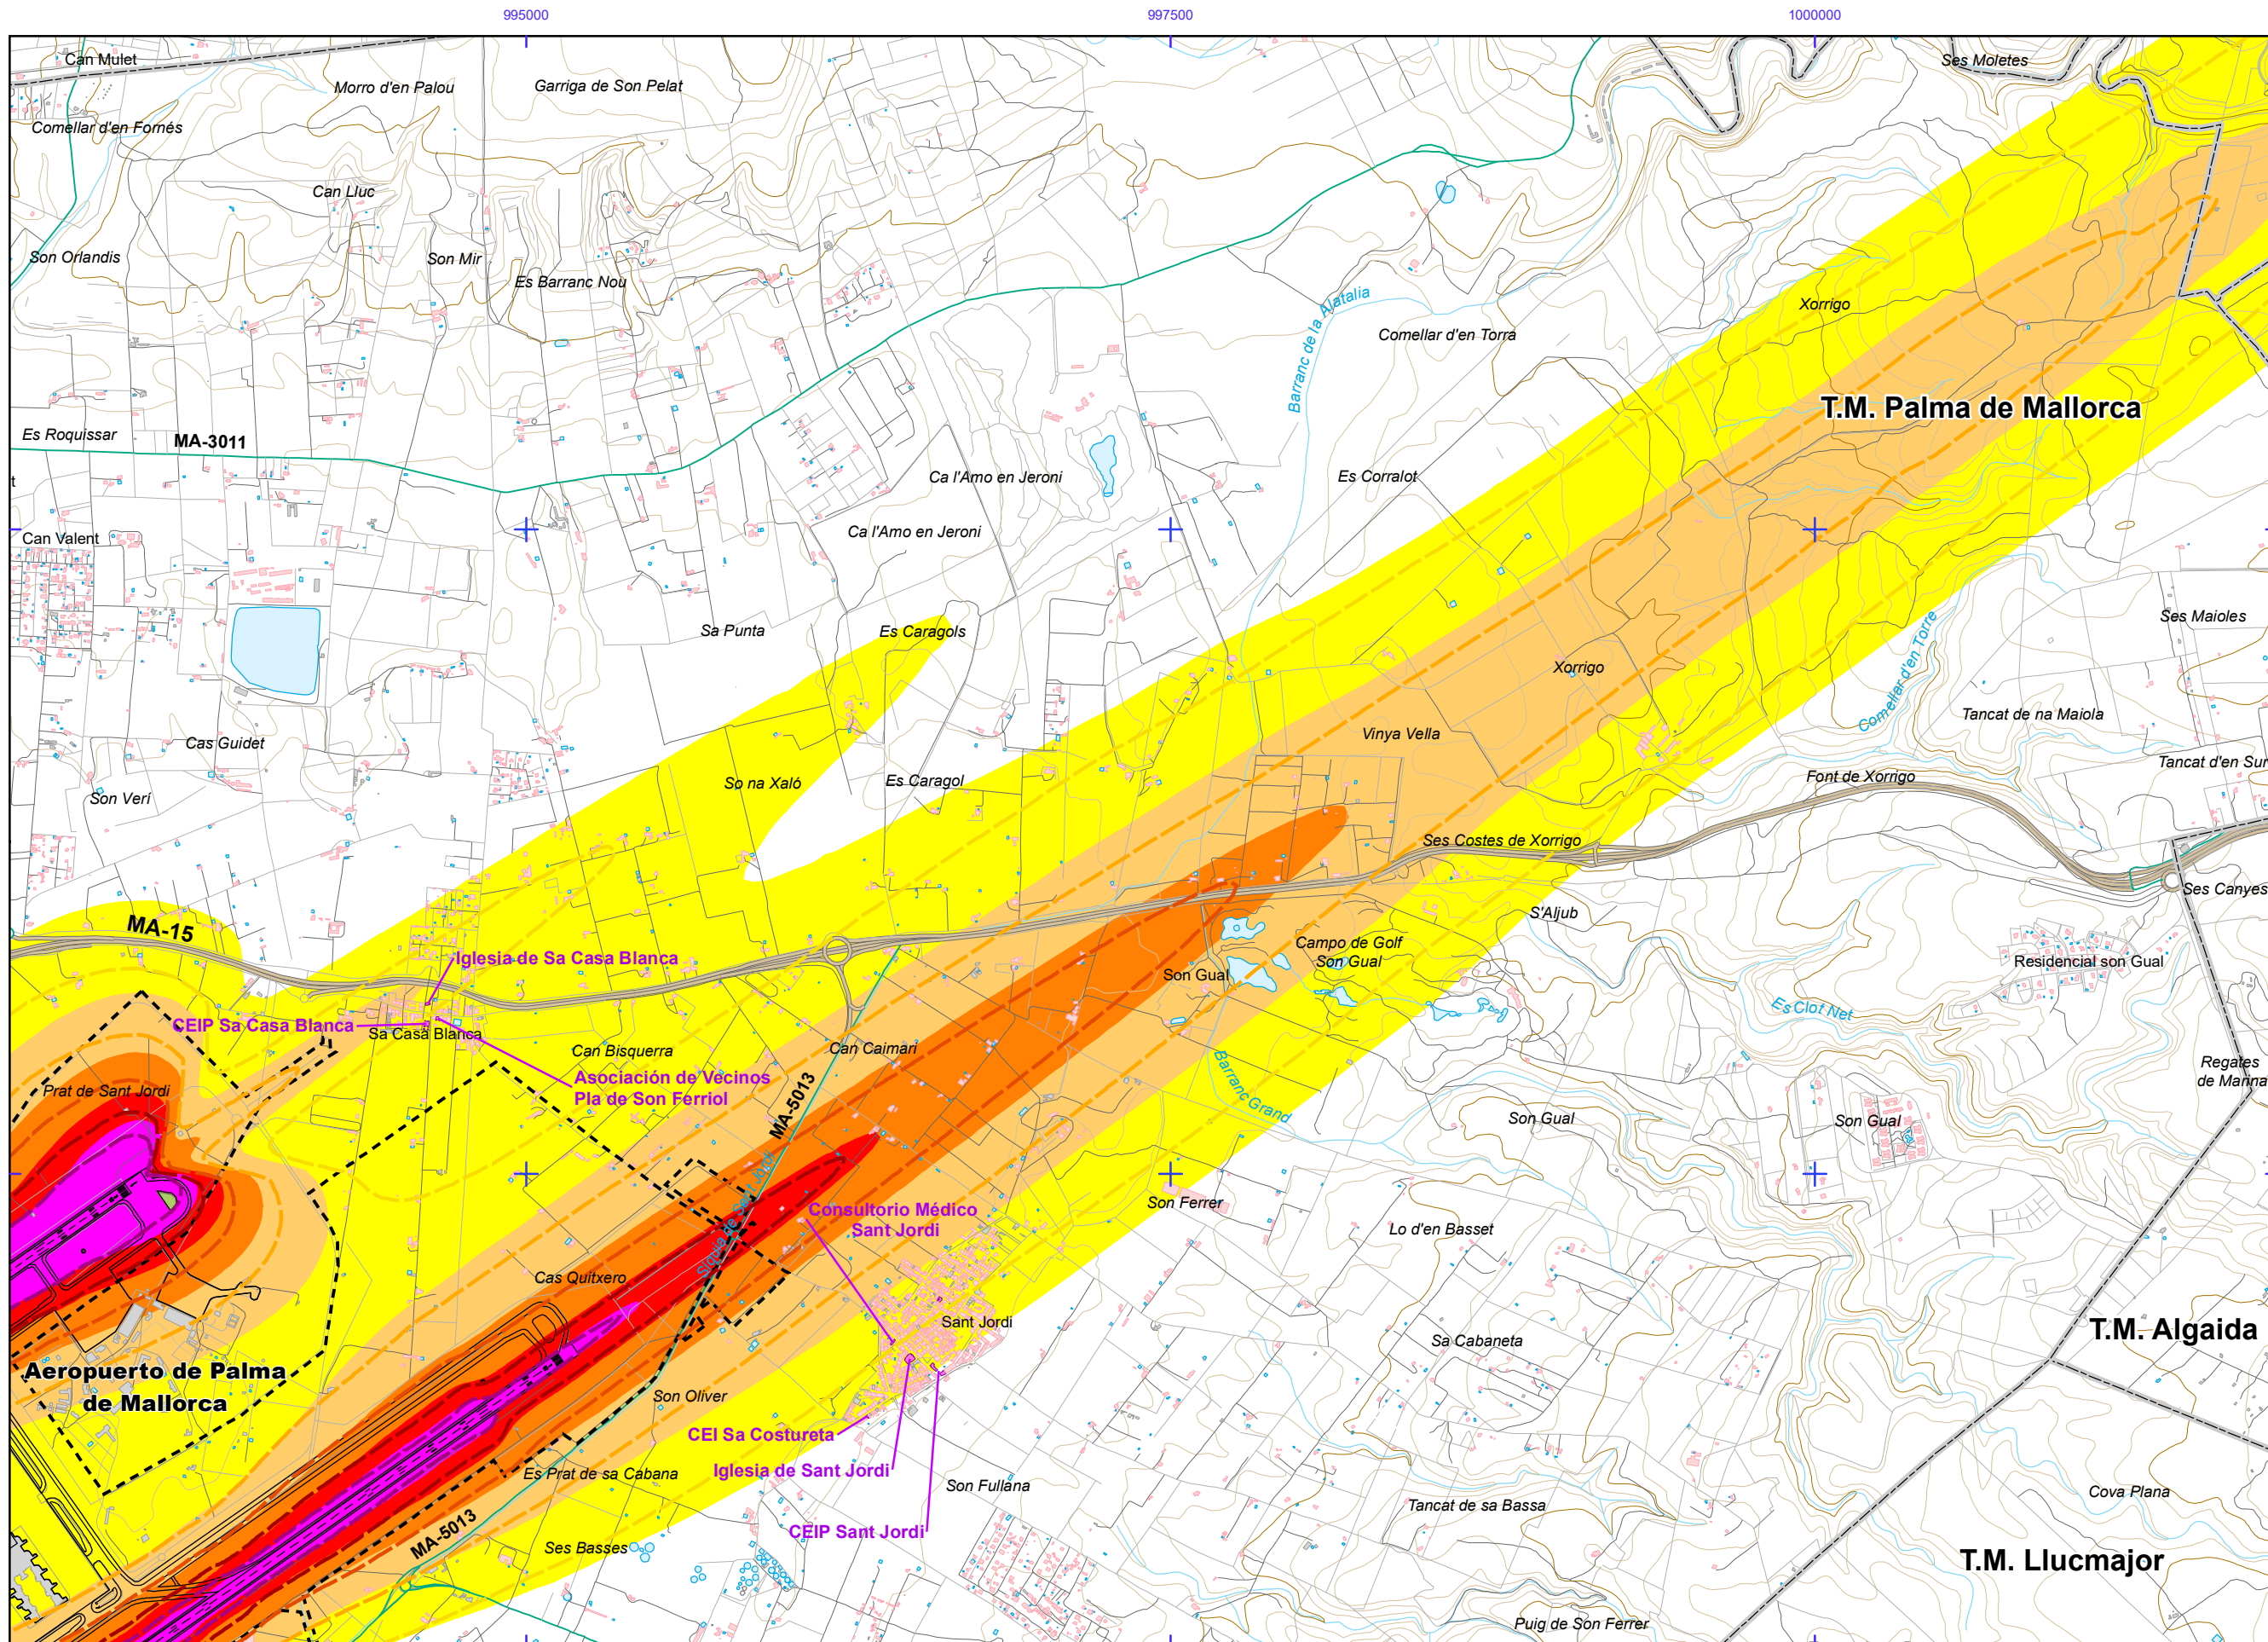 995000
997500
1000000
Can Mulet
Morro d'en Palou
Garriga de Son Pelat
Ses Moletes
Comellar d'en Fornés
Can Lluc
Son Orlandis
Son Mir
Es Barranc Nou
Barranc de la Alatalia
Comellar d'en Torra
Xorrigo
T.M. Palma de Mallorca
Es Roquissar
MA-3011
Ca l'Amo en Jeroni
Es Corralot
t
Can Valent
Ca l'Amo en Jeroni
Sa Punta
Es Caragols
Ses Maioles
Xorrigo
Comellar d'en Torre
Tancat de na Maiola
Cas Guidet
Vinya Vella
Tancat d'en Sur
So na Xaló
Es Caragol
Font de Xorrigo
Son Verí
Ses Costes de Xorrigo
Ses Canyes
MA-15
S'Aljub
Iglesia de Sa Casa Blanca
Campo de Golf
Son Gual
Son Gual
Residencial son Gual
CEIP Sa Casa Blanca
Sa Casa Blanca
Es Clot Net
Can Bisquerra
Can Caimari
Barranc Grand
Regates
de Marina
Asociación de Vecinos
Pla de Son Ferriol
Prat de Sant Jordi
MA-5013
Son Gual
Son Gual
Siquia de Sant Jordi
Consultorio Médico
Sant Jordi
Son Ferrer
Lo d'en Basset
Cas Quitxero
Sant Jordi
Sa Cabaneta
T.M. Algaida
Aeropuerto de Palma
de Mallorca
Son Oliver
CEI Sa Costureta
Iglesia de Sant Jordi
Es Prat de sa Cabana
Son Fullana
Cova Plana
Tancat de sa Bassa
CEIP Sant Jordi
MA-5013
Ses Basses
T.M. Llucmajor
Puig de Son Ferrer